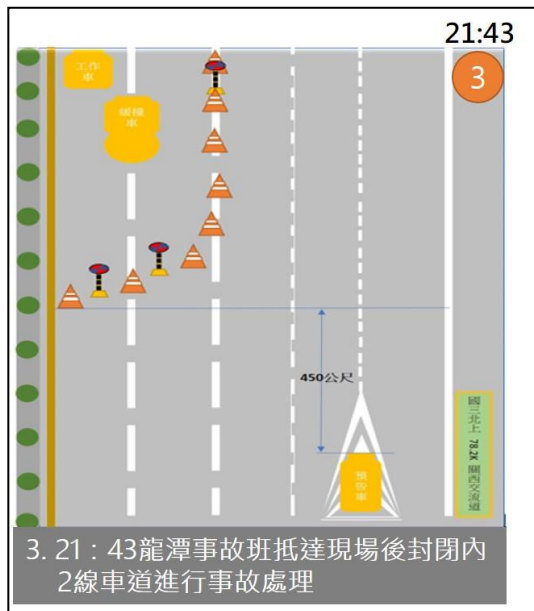 21:43
3
工作
車
緩撞
車
450公尺
預告車
國三北上 78.2K 關西交流道
3. 21：43龍潭事故班抵達現場後封閉內
2線車道進行事故處理